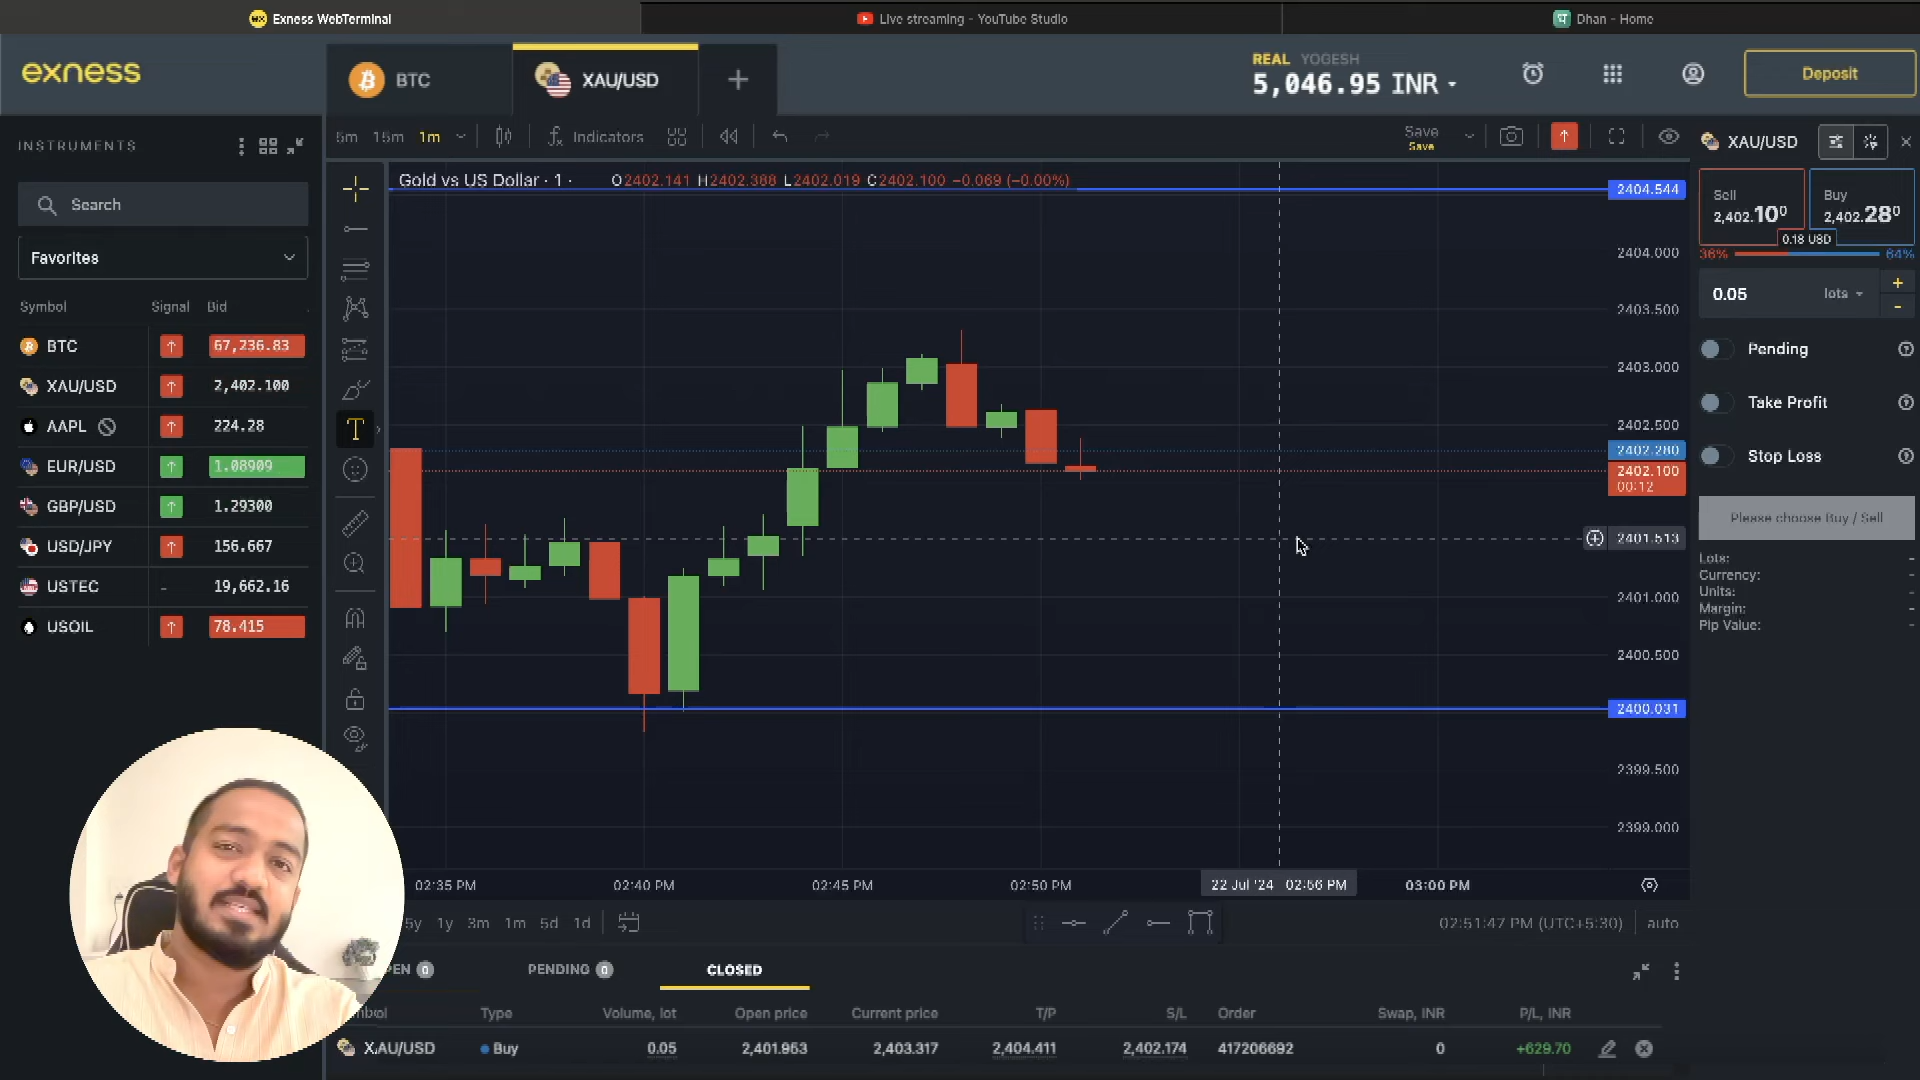 Exness WebTerminal
Live streaming - YouTube Studio
Dhan - Home
exness
BTC
XAU/USD
REAL YOGESH
5,046.95 INR
Deposit
INSTRUMENTS
5m 15m 1m
Indicators
Save
Save
XAU/USD
Search
Favorites
Symbol Signal Bid
BTC 67,236.83
XAU/USD 2,402.100
AAPL 224.28
EUR/USD 1.08909
GBP/USD 1.29300
USD/JPY 156.667
USTEC - 19,662.16
USOIL 78.415
Gold vs US Dollar · 1 · O2402.141 H2402.388 L2402.019 C2402.100 −0.069 (−0.00%)
2404.544
2404.000
2403.500
2403.000
2402.500
2402.280
2402.100
00:12
2401.513
2401.000
2400.500
2400.031
2399.500
2399.000
02:35 PM 02:40 PM 02:45 PM 02:50 PM 22 Jul '24 02:56 PM 03:00 PM
5y 1y 3m 1m 5d 1d
02:51:47 PM (UTC+5:30) auto
Sell
2,402.10⁰
Buy
2,402.28⁰
0.18 USD
36% 64%
0.05 lots
+
-
Pending
Take Profit
Stop Loss
Please choose Buy / Sell
Lots: -
Currency: -
Units: -
Margin: -
Pip Value: -
PEN 0 PENDING 0 CLOSED
Type Volume, lot Open price Current price T/P S/L Order Swap, INR P/L, INR
XAU/USD Buy 0.05 2,401.963 2,403.317 2,404.411 2,402.174 417206692 0 +629.70